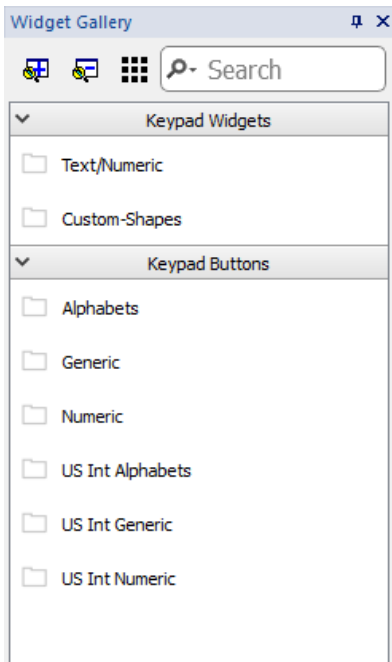 Widget Gallery
Search
Keypad Widgets
Text/Numeric
Custom-Shapes
Keypad Buttons
Alphabets
Generic
Numeric
US Int Alphabets
US Int Generic
US Int Numeric